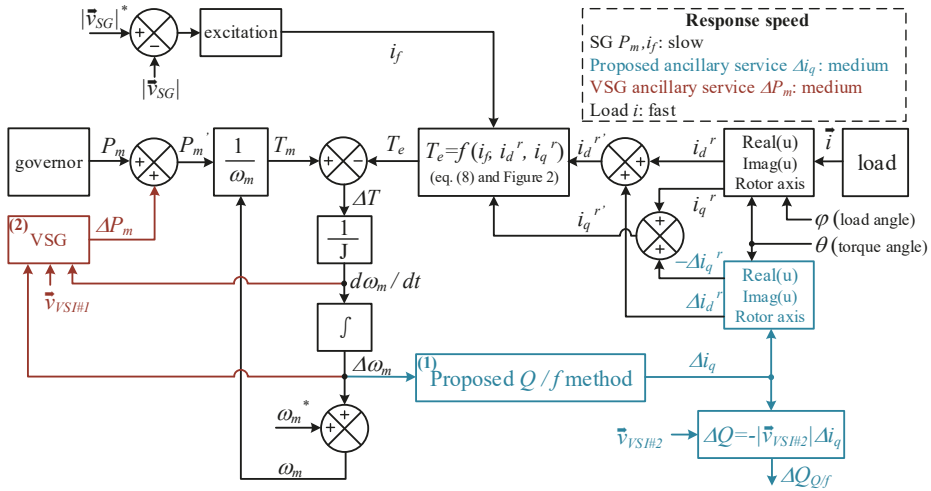 |v⃗_SG|*
+
−
|v⃗_SG|
excitation
i_f
Response speed
SG P_m, i_f: slow
Proposed ancillary service Δi_q: medium
VSG ancillary service ΔP_m: medium
Load i: fast
governor
P_m
+
+
P_m'
1
ω_m
T_m
+
−
T_e
T_e=f(i_f, i_d^r, i_q^r)
(eq. (8) and Figure 2)
i_d^r'
+
+
i_d^r
Real(u)
Imag(u)
Rotor axis
i⃗
load
ΔT
i_q^r
i_q^r'
+
+
φ (load angle)
θ (torque angle)
(2)
VSG
ΔP_m
v⃗_VSI#1
1
J
dω_m/dt
−Δi_q^r
Δi_d^r
Real(u)
Imag(u)
Rotor axis
∫
Δω_m
(1)
Proposed Q/f method
Δi_q
ω_m*
+
+
ω_m
v⃗_VSI#2
ΔQ=-|v⃗_VSI#2|Δi_q
ΔQ_Q/f